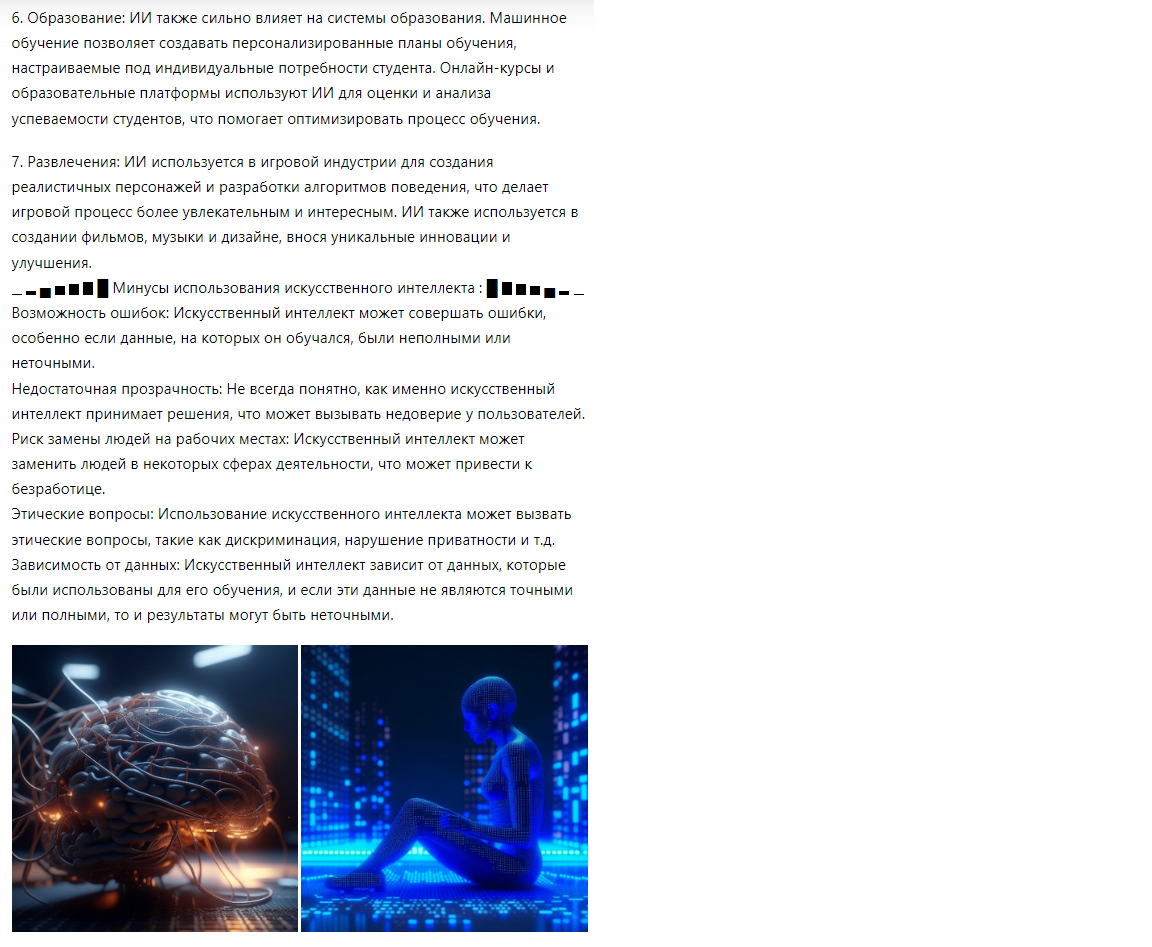 6. Образование: ИИ также сильно влияет на системы образования. Машинное
обучение позволяет создавать персонализированные планы обучения,
настраиваемые под индивидуальные потребности студента. Онлайн-курсы и
образовательные платформы используют ИИ для оценки и анализа
успеваемости студентов, что помогает оптимизировать процесс обучения.
7. Развлечения: ИИ используется в игровой индустрии для создания
реалистичных персонажей и разработки алгоритмов поведения, что делает
игровой процесс более увлекательным и интересным. ИИ также используется в
создании фильмов, музыки и дизайне, внося уникальные инновации и
улучшения.
▁▂▄▅▆▇█ Минусы использования искусственного интеллекта : █▇▆▅▄▂▁
Возможность ошибок: Искусственный интеллект может совершать ошибки,
особенно если данные, на которых он обучался, были неполными или
неточными.
Недостаточная прозрачность: Не всегда понятно, как именно искусственный
интеллект принимает решения, что может вызывать недоверие у пользователей.
Риск замены людей на рабочих местах: Искусственный интеллект может
заменить людей в некоторых сферах деятельности, что может привести к
безработице.
Этические вопросы: Использование искусственного интеллекта может вызвать
этические вопросы, такие как дискриминация, нарушение приватности и т.д.
Зависимость от данных: Искусственный интеллект зависит от данных, которые
были использованы для его обучения, и если эти данные не являются точными
или полными, то и результаты могут быть неточными.